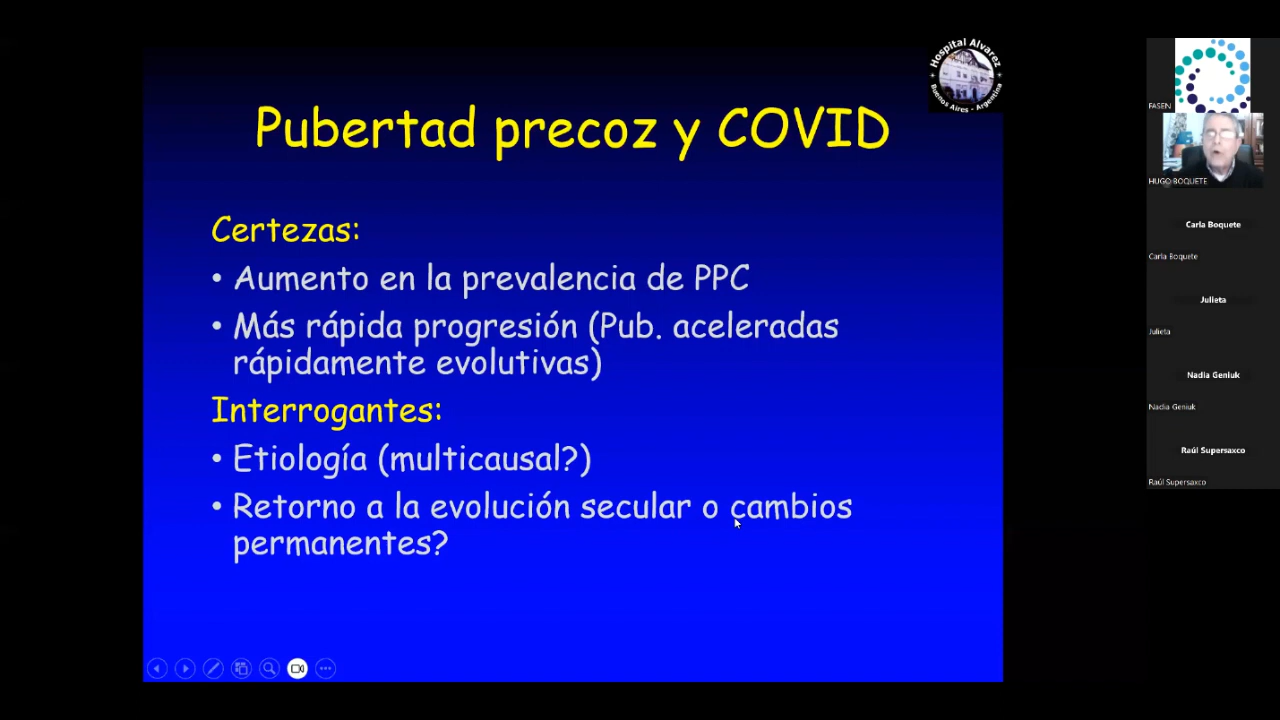 Hospital Alvarez
Buenos Aires - Argentina
Pubertad precoz y COVID
Certezas:
• Aumento en la prevalencia de PPC
• Más rápida progresión (Pub. aceleradas
rápidamente evolutivas)
Interrogantes:
• Etiología (multicausal?)
• Retorno a la evolución secular o cambios
permanentes?
FASEN
HUGO BOQUETE
Carla Boquete
Carla Boquete
Julieta
Julieta
Nadia Geniuk
Nadia Geniuk
Raúl Supersaxco
Raúl Supersaxco